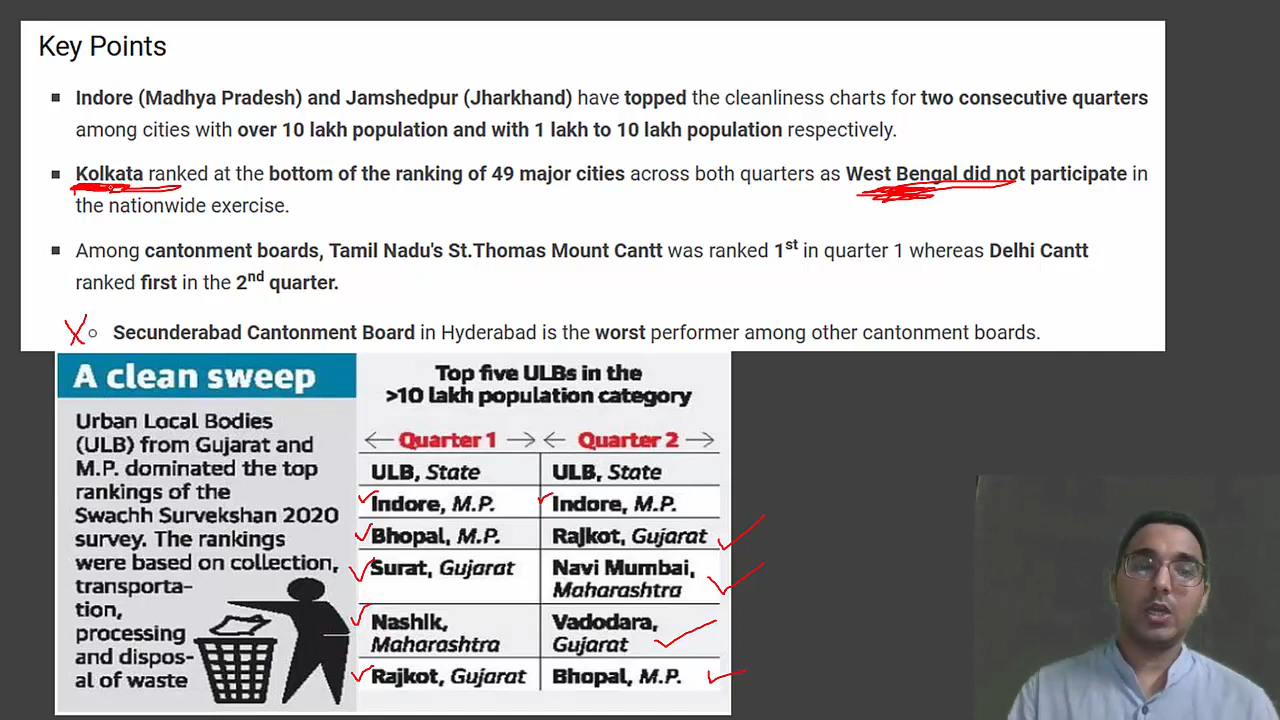 Key Points
▪ Indore (Madhya Pradesh) and Jamshedpur (Jharkhand) have topped the cleanliness charts for two consecutive quarters
among cities with over 10 lakh population and with 1 lakh to 10 lakh population respectively.
▪ Kolkata ranked at the bottom of the ranking of 49 major cities across both quarters as West Bengal did not participate in
the nationwide exercise.
▪ Among cantonment boards, Tamil Nadu's St.Thomas Mount Cantt was ranked 1st in quarter 1 whereas Delhi Cantt
ranked first in the 2nd quarter.
○ Secunderabad Cantonment Board in Hyderabad is the worst performer among other cantonment boards.
A clean sweep
Urban Local Bodies
(ULB) from Gujarat and
M.P. dominated the top
rankings of the
Swachh Survekshan 2020
survey. The rankings
were based on collection,
transporta-
tion,
processing
and dispos-
al of waste
Top five ULBs in the
>10 lakh population category
Quarter 1 Quarter 2
ULB, State ULB, State
Indore, M.P. Indore, M.P.
Bhopal, M.P. Rajkot, Gujarat
Surat, Gujarat Navi Mumbai,
Maharashtra
Nashik, Vadodara,
Maharashtra Gujarat
Rajkot, Gujarat Bhopal, M.P.